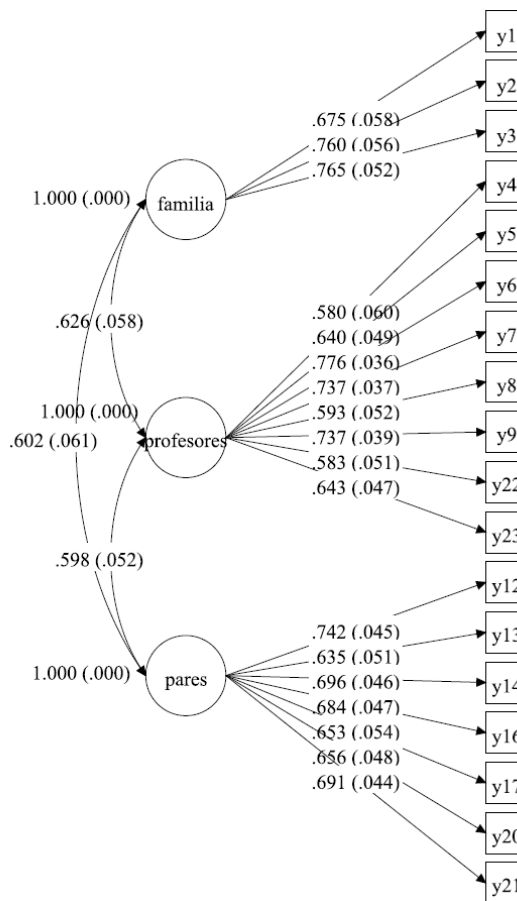 y1
y2
.675 (.058)
y3
.760 (.056)
.765 (.052)
y4
1.000 (.000)
familia
y5
y6
.580 (.060)
.626 (.058)
.640 (.049)
y7
.776 (.036)
.737 (.037)
y8
.593 (.052)
1.000 (.000)
y9
.602 (.061)
profesores
.737 (.039)
.583 (.051)
y22
.643 (.047)
y23
.598 (.052)
y12
.742 (.045)
y13
.635 (.051)
1.000 (.000)
pares
.696 (.046)
y14
.684 (.047)
y16
.653 (.054)
.656 (.048)
y17
.691 (.044)
y20
y21